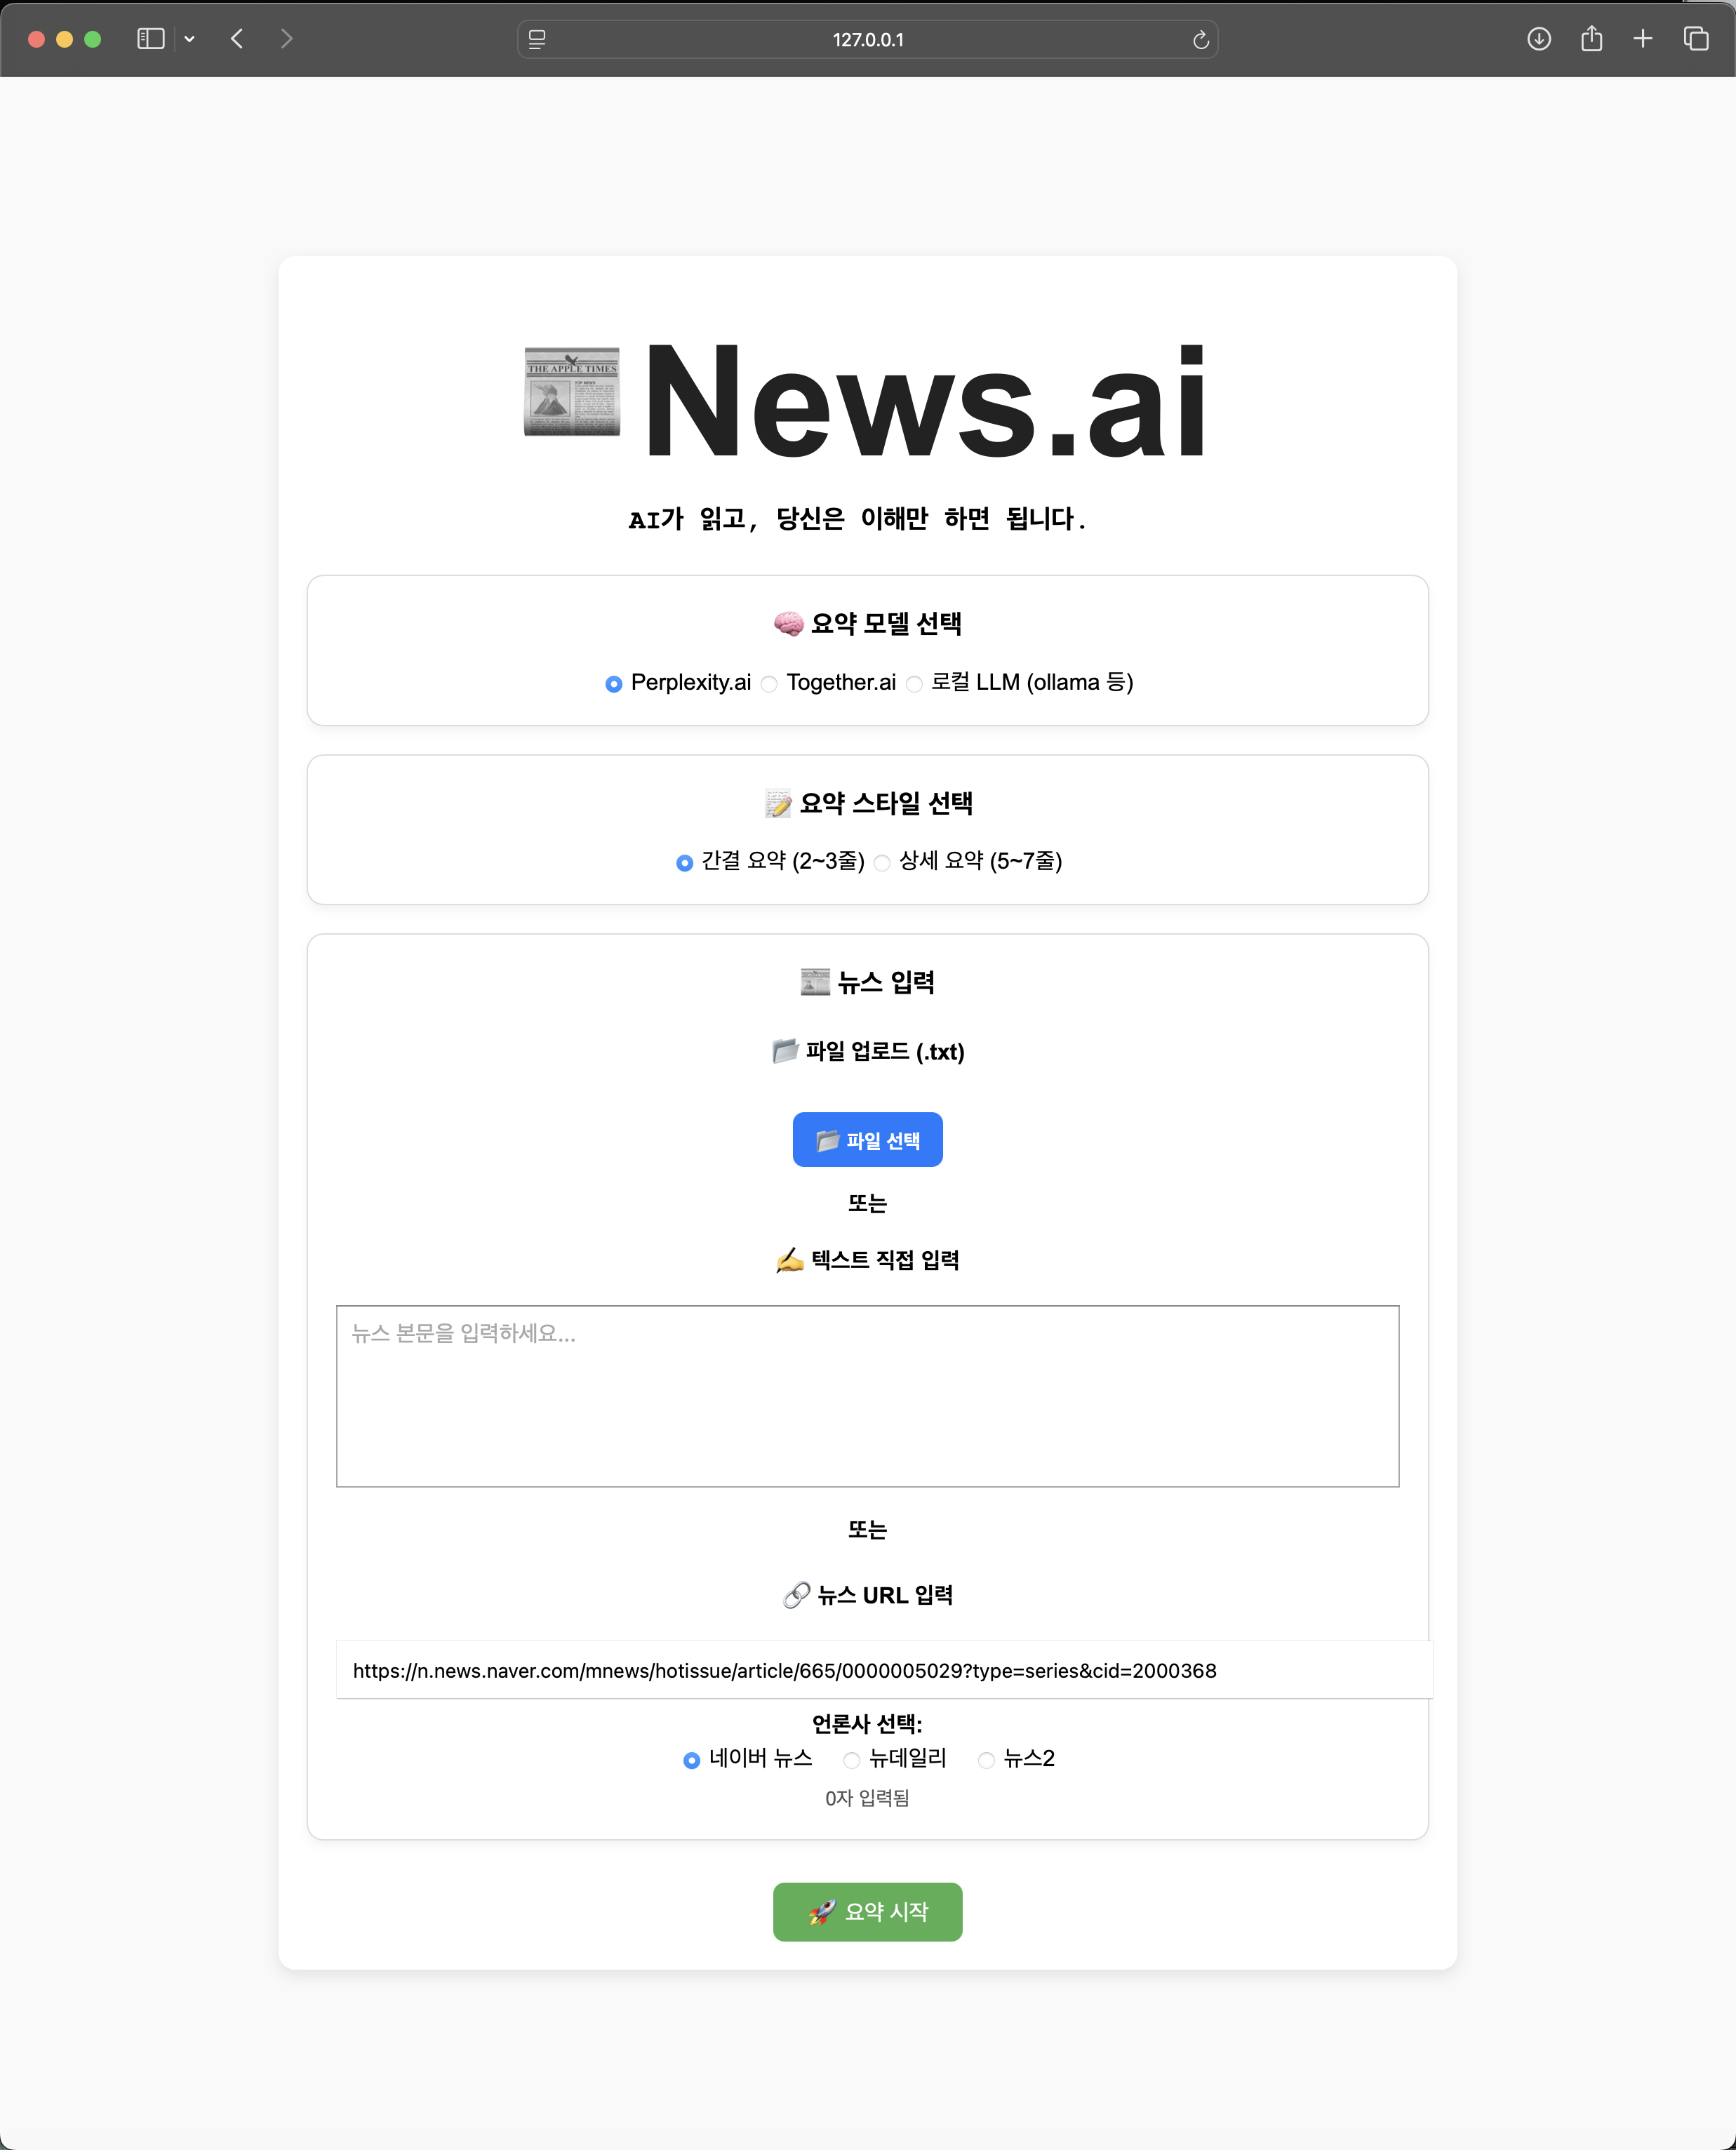 127.0.0.1
THE APPLE TIMES
News.ai
AI가 읽고, 당신은 이해만 하면 됩니다.
🧠 요약 모델 선택
Perplexity.ai Together.ai 로컬 LLM (ollama 등)
📝 요약 스타일 선택
간결 요약 (2~3줄) 상세 요약 (5~7줄)
📰 뉴스 입력
📂 파일 업로드 (.txt)
📂 파일 선택
또는
✍️ 텍스트 직접 입력
뉴스 본문을 입력하세요...
또는
🔗 뉴스 URL 입력
https://n.news.naver.com/mnews/hotissue/article/665/0000005029?type=series&cid=2000368
언론사 선택:
네이버 뉴스 뉴데일리 뉴스2
0자 입력됨
🚀 요약 시작